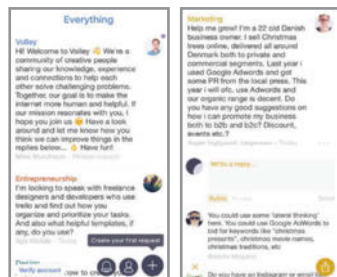 Everything
Volley
Hi! Welcome to Volley 👋 We're a
community of creative people
sharing our knowledge, experience
and connections to help each
other solve challenging problems.
Together, our goal is to make the
internet more human and helpful. If
our mission resonates with you, I
hope you join us 😊 Have a look
around and let me know how you
think we can improve things in the
replies below... 👇 Have fun!
Entrepreneurship
I'm looking to speak with freelance
designers and developers who use
trello and find out how you
organize and prioritize your tasks.
And also what helpful templates, if
any, do you use?
Today
Create your first request
Design
Verify account
Marketing
Help me grow! I'm a 22 old Danish
business owner. I sell Christmas
trees online, delivered all around
Denmark both to private and
commercial segments. Last year i
used Google Adwords and got
some PR from the local press. This
year i will ofc. use Adwords and
our organic range is decent. Do
you have any good suggestions on
how i can promote my business
both to b2b and b2c? Discount,
events etc.?
Today
Write a reply...
Public
You could use some 'latent thinking'
here. You could use Google AdWords to
bid for keywords like "christmas
presents", christmas movie names,
christmas traditions, etc
Do you have an Instagram or email li